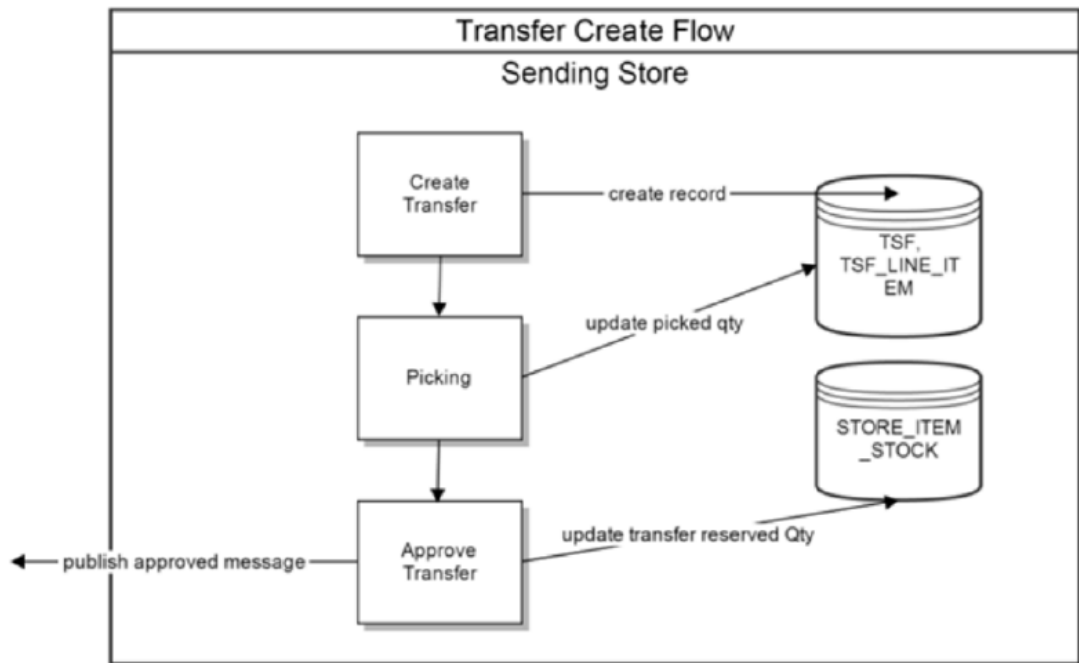 Transfer Create Flow
Sending Store
Create
Transfer
create record
TSF,
TSF_LINE_IT
EM
update picked qty
Picking
STORE_ITEM
_STOCK
update transfer reserved Qty
publish approved message
Approve
Transfer